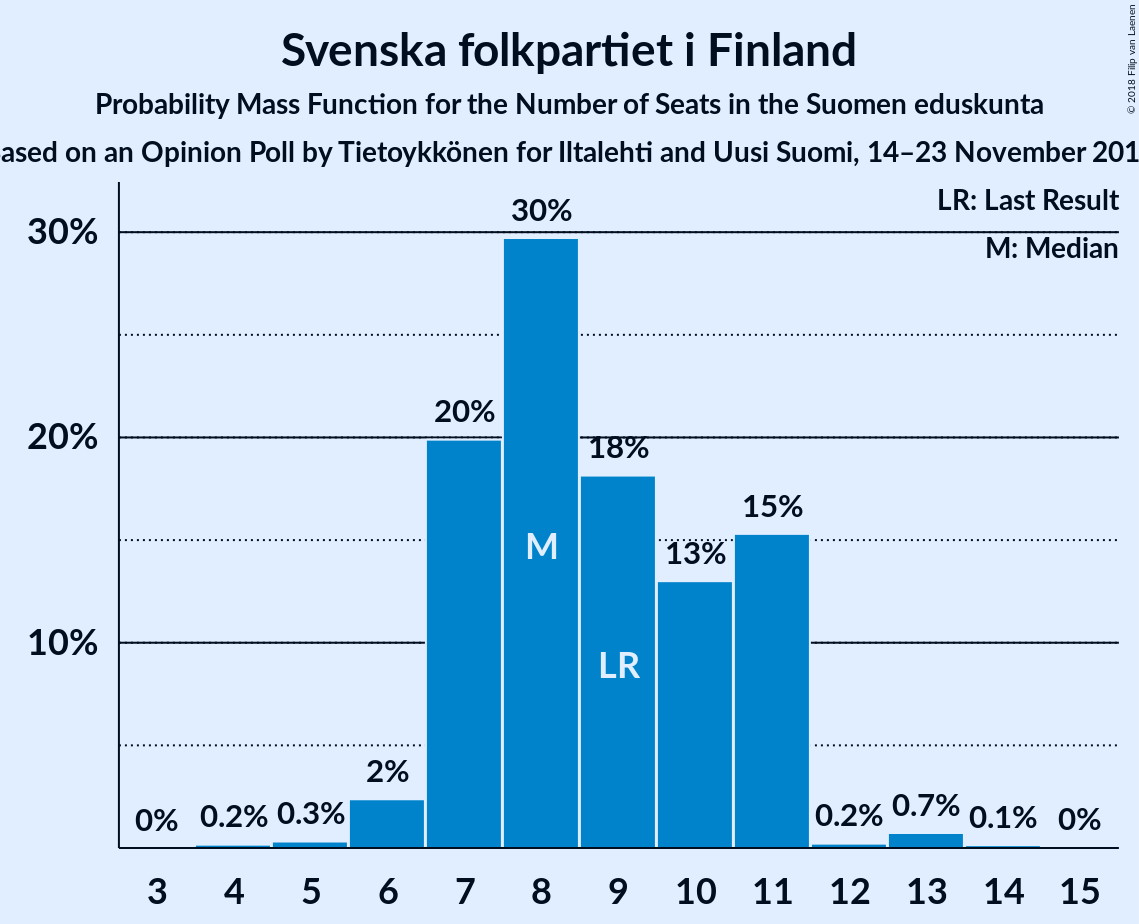 Svenska folkpartiet i Finland
Probability Mass Function for the Number of Seats in the Suomen eduskunta
ased on an Opinion Poll by Tietoykkönen for Iltalehti and Uusi Suomi, 14–23 November 201
© 2018 Filip van Laenen
LR: Last Result
M: Median
30%
20%
10%
0%
0.2%
0.3%
2%
20%
30%
18%
13%
15%
0.2%
0.7%
0.1%
0%
M
LR
3 4 5 6 7 8 9 10 11 12 13 14 15